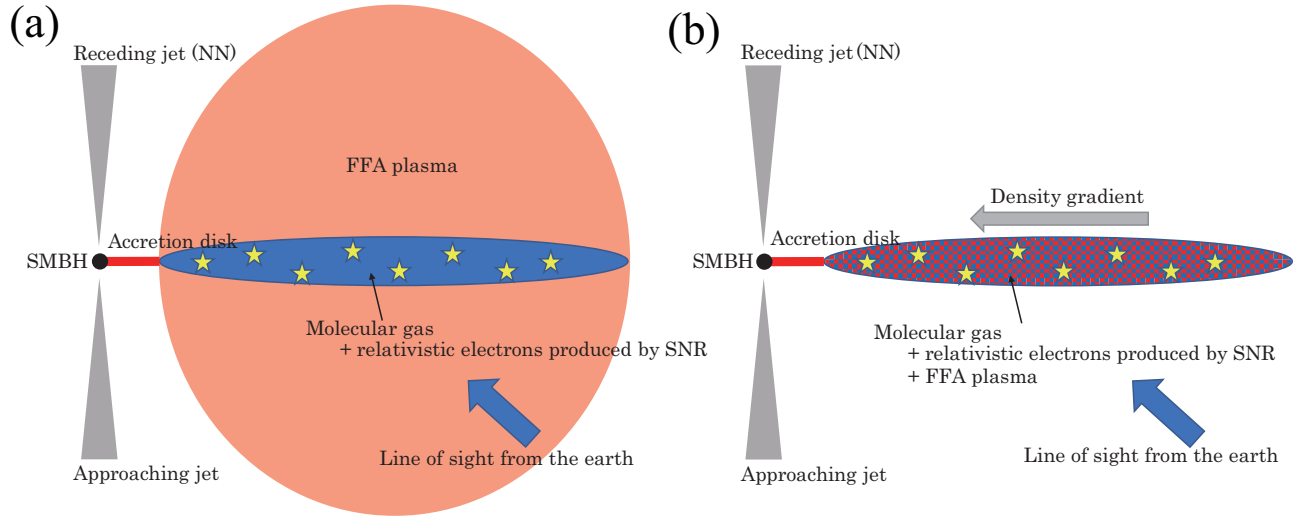 (a)
Receding jet (NN)
FFA plasma
Accretion disk
SMBH
Molecular gas
+ relativistic electrons produced by SNR
Line of sight from the earth
Approaching jet
(b)
Receding jet (NN)
Density gradient
Accretion disk
SMBH
Molecular gas
+ relativistic electrons produced by SNR
+ FFA plasma
Line of sight from the earth
Approaching jet